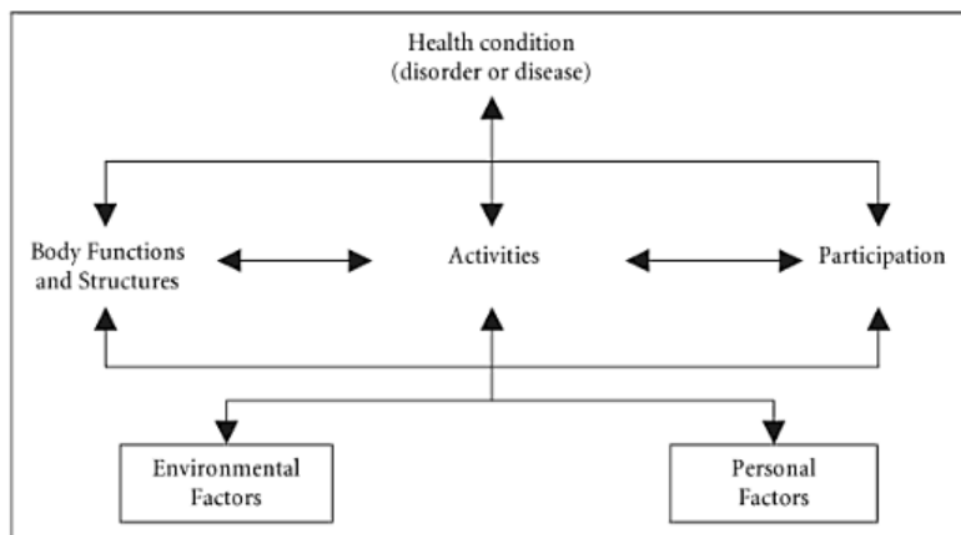 Health condition
(disorder or disease)
Body Functions
and Structures
Activities
Participation
Environmental
Factors
Personal
Factors